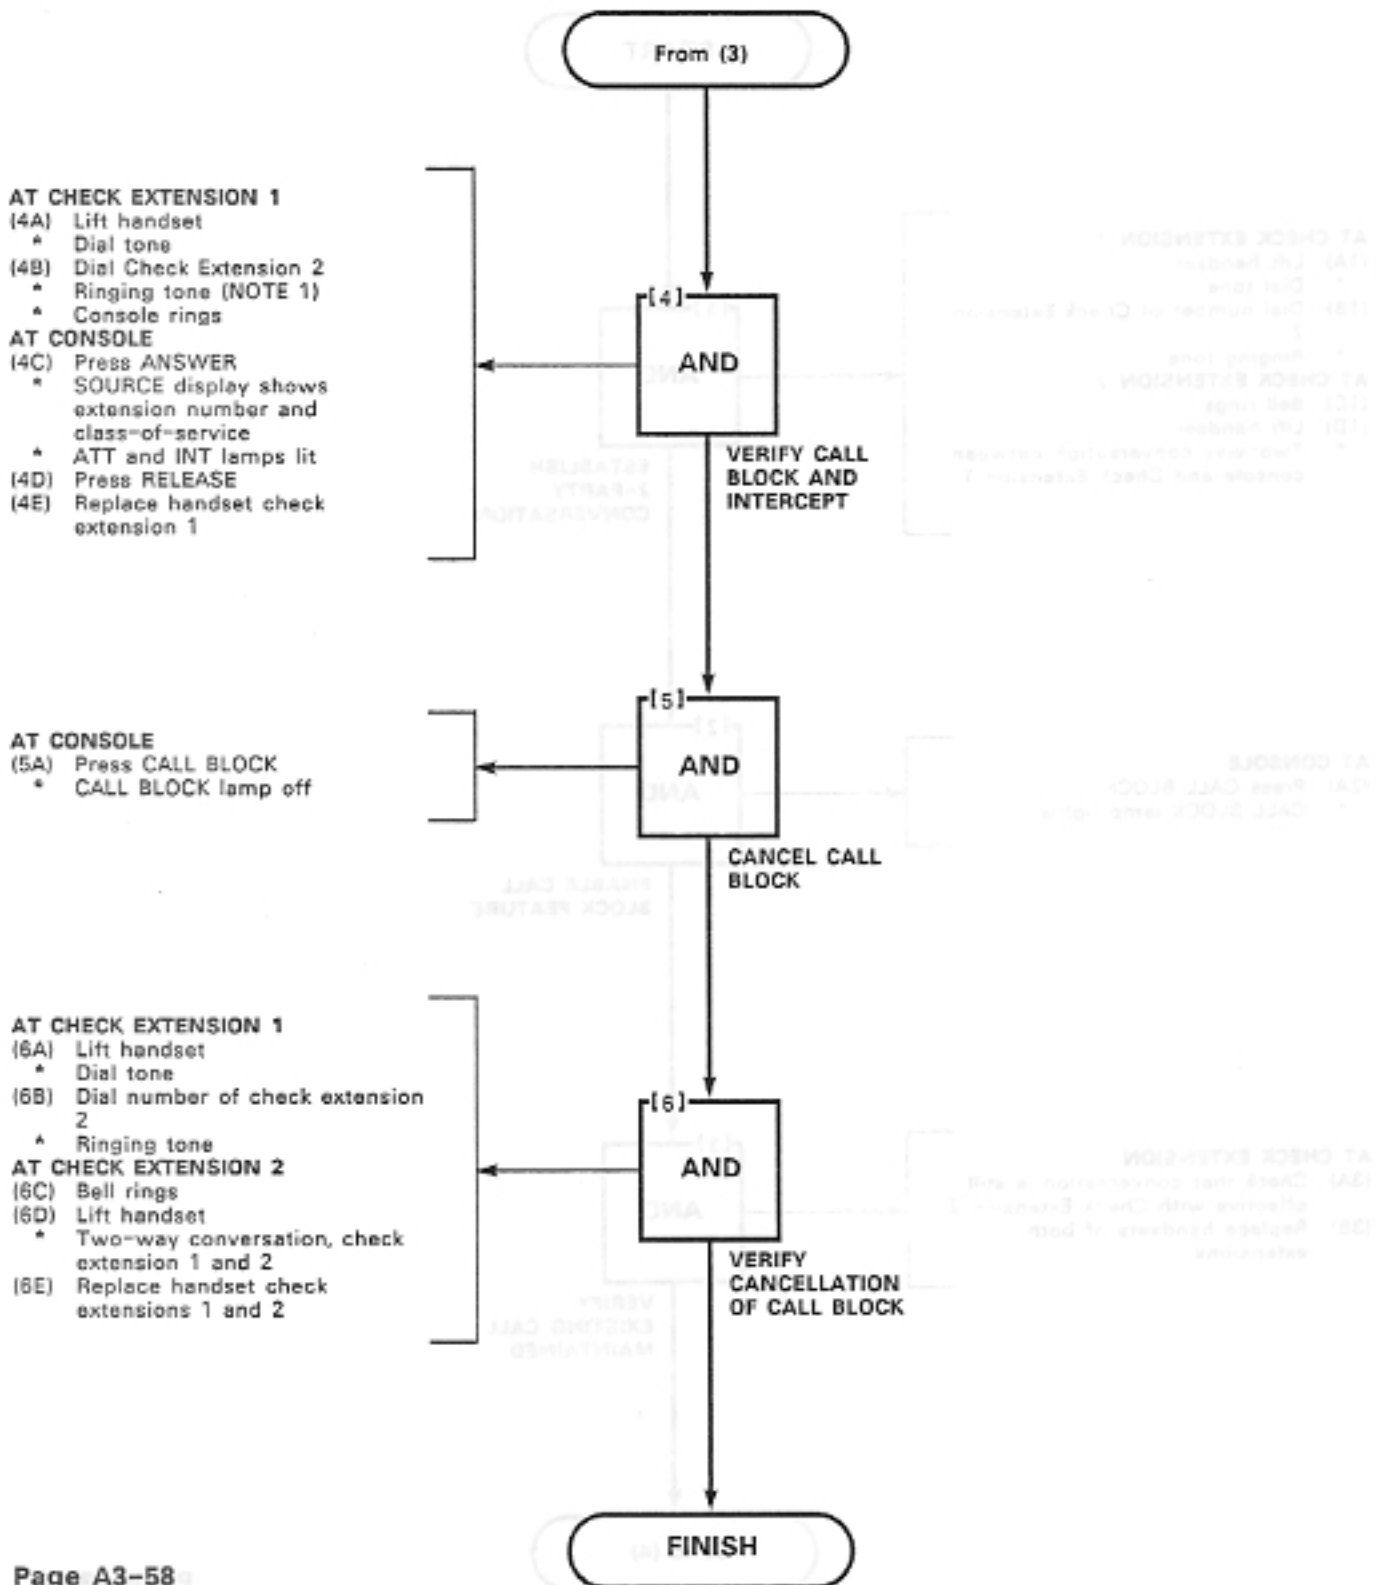 From (3)
AT CHECK EXTENSION 1
(4A) Lift handset
* Dial tone
(4B) Dial Check Extension 2
* Ringing tone (NOTE 1)
* Console rings
AT CONSOLE
(4C) Press ANSWER
* SOURCE display shows
extension number and
class-of-service
* ATT and INT lamps lit
(4D) Press RELEASE
(4E) Replace handset check
extension 1
[4]
AND
VERIFY CALL
BLOCK AND
INTERCEPT
AT CONSOLE
(5A) Press CALL BLOCK
* CALL BLOCK lamp off
[5]
AND
CANCEL CALL
BLOCK
AT CHECK EXTENSION 1
(6A) Lift handset
* Dial tone
(6B) Dial number of check extension
2
* Ringing tone
AT CHECK EXTENSION 2
(6C) Bell rings
(6D) Lift handset
* Two-way conversation, check
extension 1 and 2
(6E) Replace handset check
extensions 1 and 2
[6]
AND
VERIFY
CANCELLATION
OF CALL BLOCK
FINISH
Page A3-58